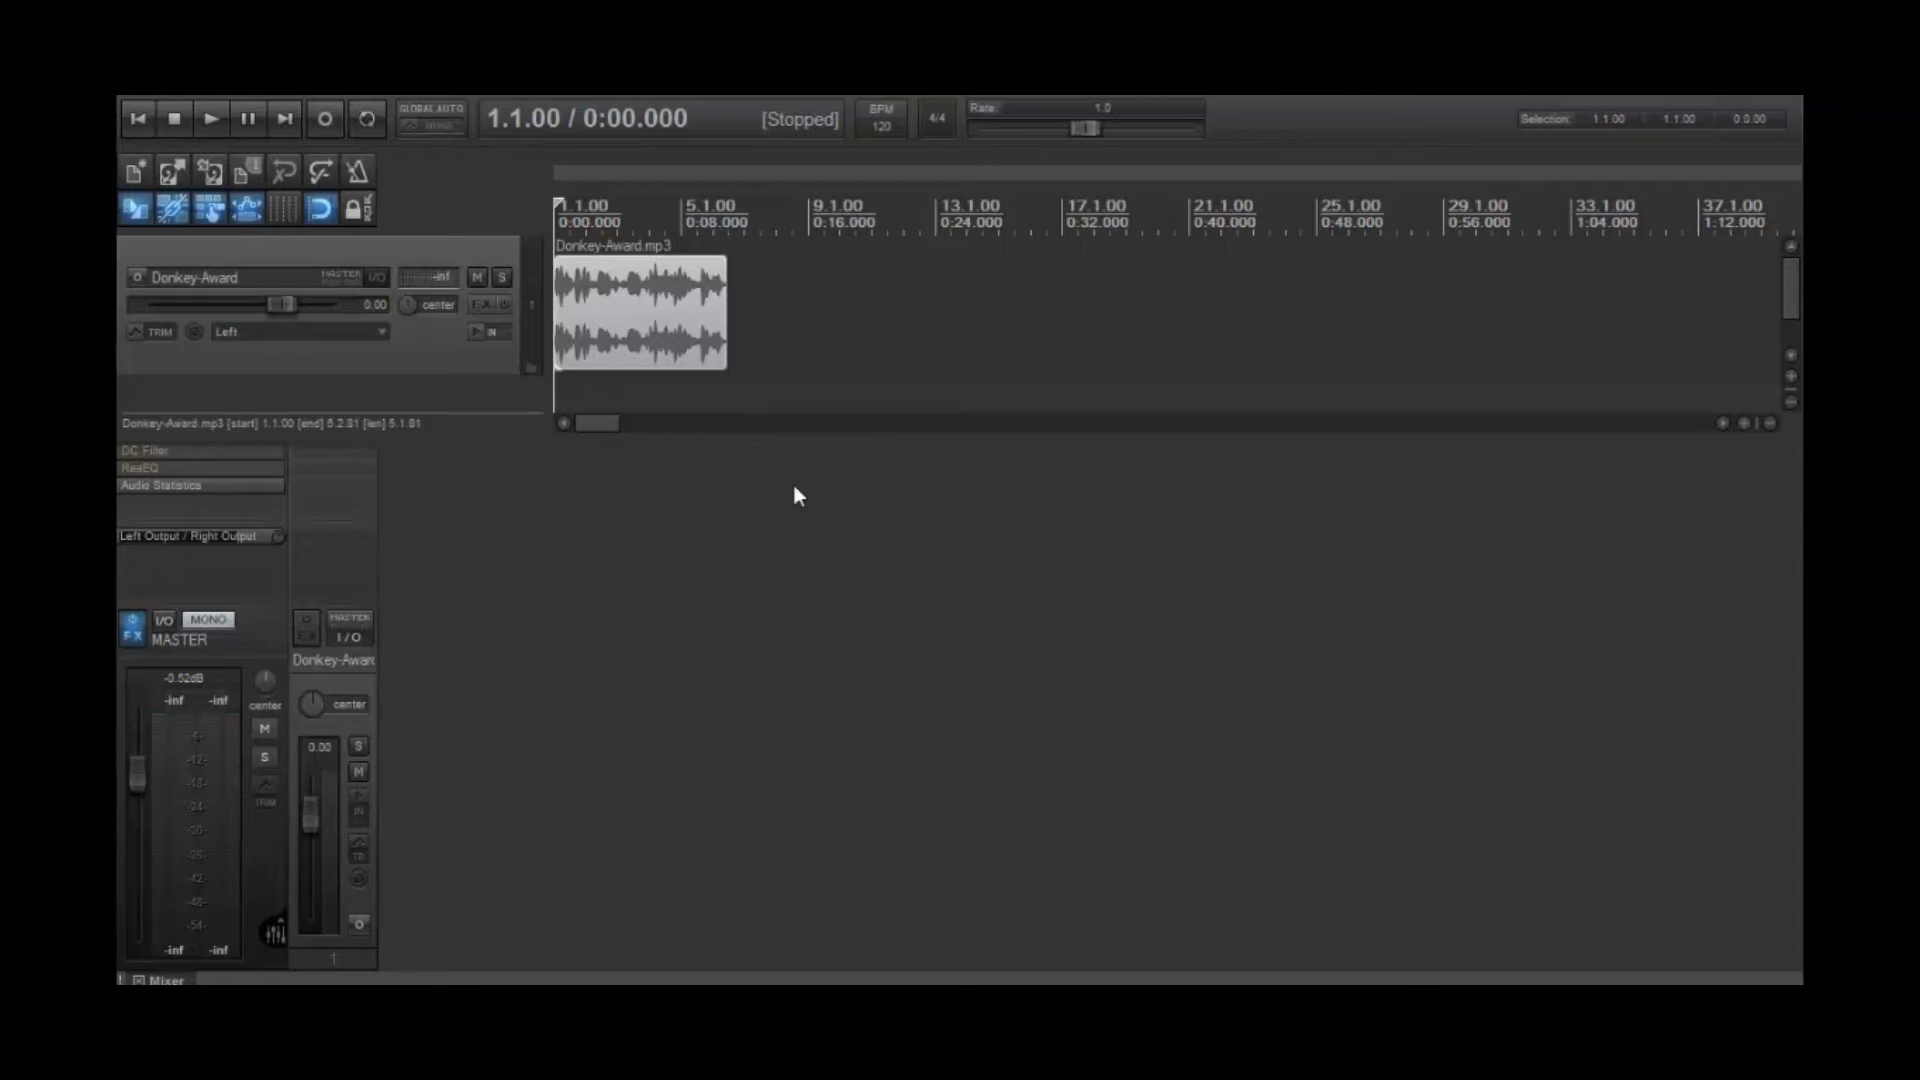 GLOBAL AUTO
NONE
1.1.00 / 0:00.000
[Stopped]
BPM
120
4/4
Rate:
1.0
Selection:
1.1.00
1.1.00
0.0.00
1.1.00
0:00.000
5.1.00
0:08.000
9.1.00
0:16.000
13.1.00
0:24.000
17.1.00
0:32.000
21.1.00
0:40.000
25.1.00
0:48.000
29.1.00
0:56.000
33.1.00
1:04.000
37.1.00
1:12.000
Donkey-Award.mp3
Donkey-Award
MASTER
I/O
-inf
M
S
0.00
center
FX
TRIM
Left
IN
Donkey-Award.mp3 [start] 1.1.00 [end] 6.2.81 [len] 5.1.81
DC Filter
ReaEQ
Audio Statistics
Left Output / Right Output
FX
I/O
MONO
MASTER
MASTER
I/O
Donkey-Award
-0.52dB
-inf
-inf
center
M
S
TRIM
-6-
-12-
-18-
-24-
-30-
-36-
-42-
-48-
-54-
-inf
-inf
center
0.00
S
M
IN
TR
1
Mixer